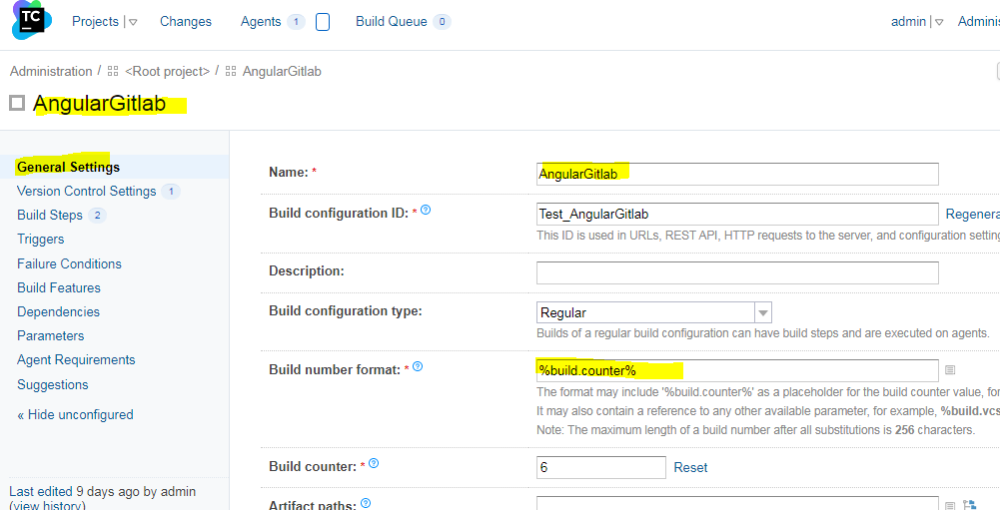 TC
Projects
Changes
Agents 1
Build Queue 0
admin
Adminis
Administration / <Root project> / AngularGitlab
AngularGitlab
General Settings
Version Control Settings 1
Build Steps 2
Triggers
Failure Conditions
Build Features
Dependencies
Parameters
Agent Requirements
Suggestions
« Hide unconfigured
Last edited 9 days ago by admin
(view history)
Name: *
AngularGitlab
Build configuration ID: * ?
Test_AngularGitlab
Regenera
This ID is used in URLs, REST API, HTTP requests to the server, and configuration setting
Description:
Build configuration type:
Regular
Builds of a regular build configuration can have build steps and are executed on agents.
Build number format: * ?
%build.counter%
The format may include '%build.counter%' as a placeholder for the build counter value, for
It may also contain a reference to any other available parameter, for example, %build.vcs
Note: The maximum length of a build number after all substitutions is 256 characters.
Build counter: * ?
6
Reset
Artifact paths: ?